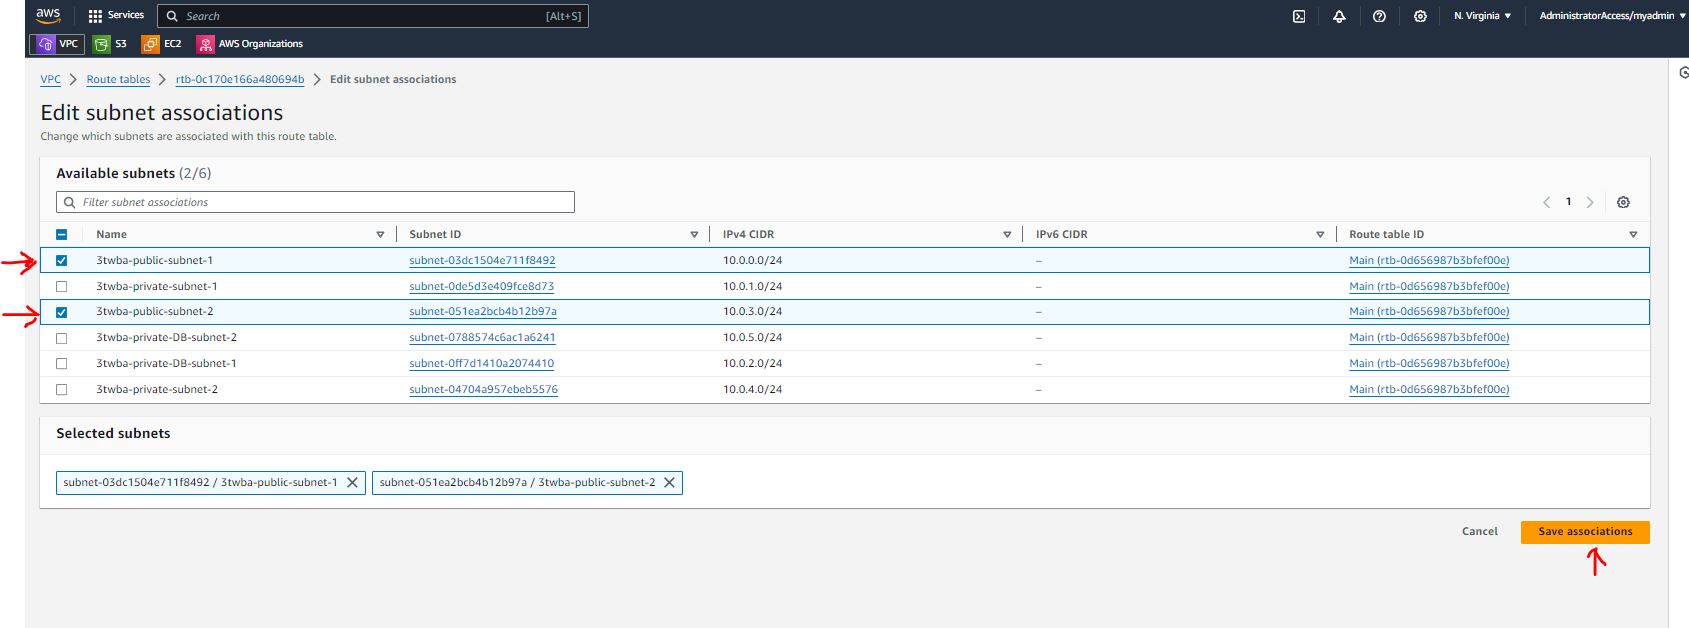 aws Services Search [Alt+S] N. Virginia ▼ AdministratorAccess/myadmin ▼
VPC S3 EC2 AWS Organizations
VPC > Route tables > rtb-0c170e166a480694b > Edit subnet associations
Edit subnet associations
Change which subnets are associated with this route table.
Available subnets (2/6)
Filter subnet associations < 1 >
Name Subnet ID IPv4 CIDR IPv6 CIDR Route table ID
3twba-public-subnet-1 subnet-03dc1504e711f8492 10.0.0.0/24 – Main (rtb-0d656987b3bfef00e)
3twba-private-subnet-1 subnet-0de5d3e409fce8d73 10.0.1.0/24 – Main (rtb-0d656987b3bfef00e)
3twba-public-subnet-2 subnet-051ea2bcb4b12b97a 10.0.3.0/24 – Main (rtb-0d656987b3bfef00e)
3twba-private-DB-subnet-2 subnet-0788574c6ac1a6241 10.0.5.0/24 – Main (rtb-0d656987b3bfef00e)
3twba-private-DB-subnet-1 subnet-0ff7d1410a2074410 10.0.2.0/24 – Main (rtb-0d656987b3bfef00e)
3twba-private-subnet-2 subnet-04704a957ebeb5576 10.0.4.0/24 – Main (rtb-0d656987b3bfef00e)
Selected subnets
subnet-03dc1504e711f8492 / 3twba-public-subnet-1 subnet-051ea2bcb4b12b97a / 3twba-public-subnet-2
Cancel Save associations